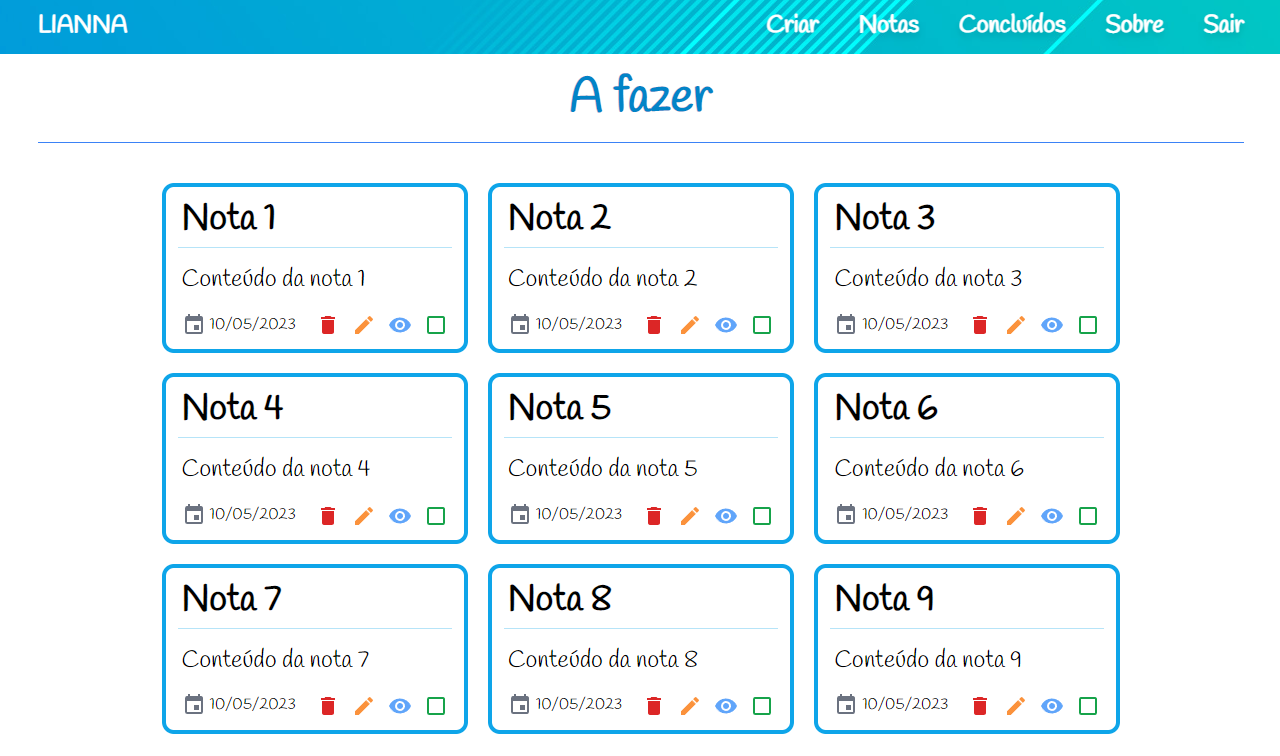 LIANNA Criar Notas Concluídos Sobre Sair
A fazer
Nota 1 Nota 2 Nota 3
Conteúdo da nota 1 Conteúdo da nota 2 Conteúdo da nota 3
10/05/2023 10/05/2023 10/05/2023
Nota 4 Nota 5 Nota 6
Conteúdo da nota 4 Conteúdo da nota 5 Conteúdo da nota 6
10/05/2023 10/05/2023 10/05/2023
Nota 7 Nota 8 Nota 9
Conteúdo da nota 7 Conteúdo da nota 8 Conteúdo da nota 9
10/05/2023 10/05/2023 10/05/2023